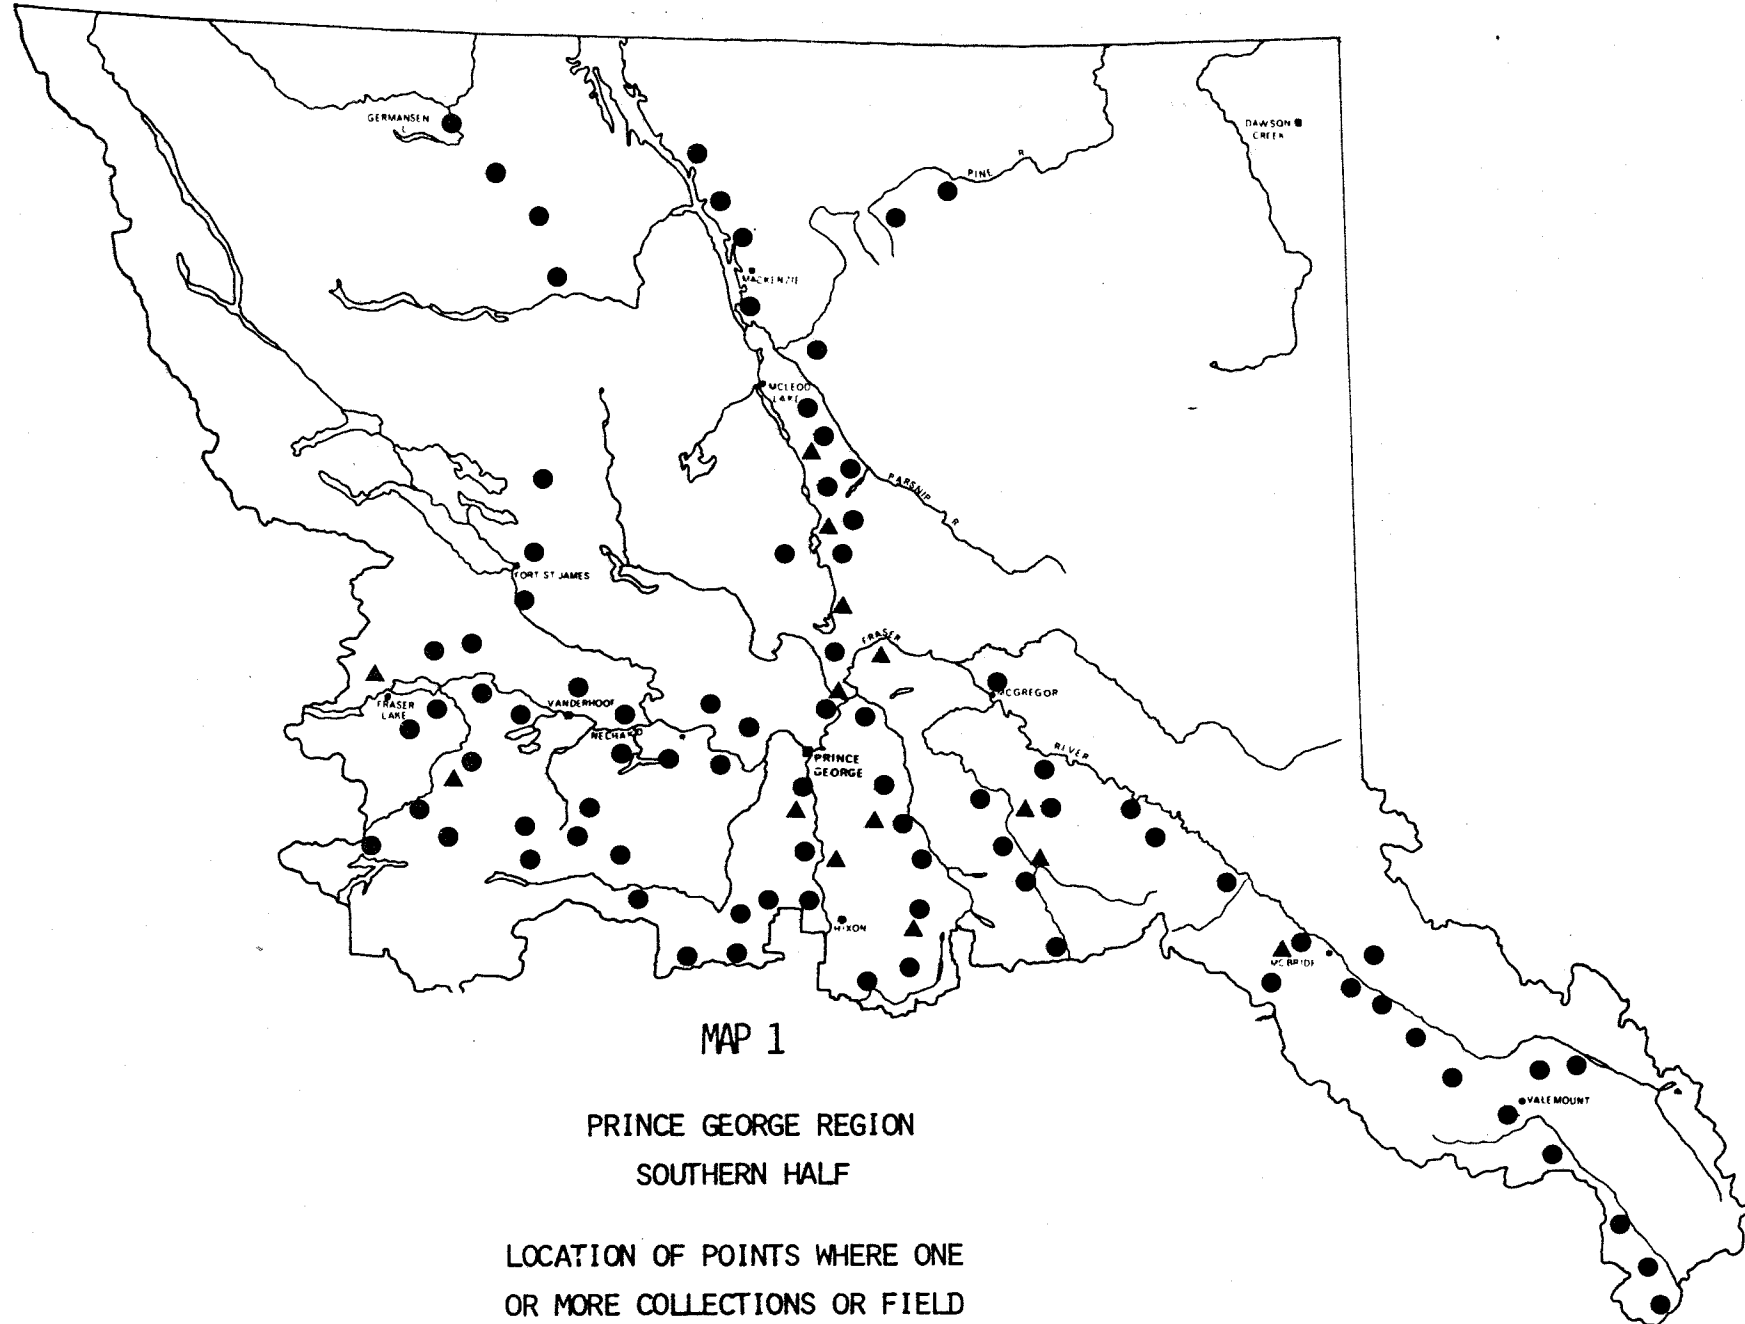 GERMANSEN
L
DAWSON
CREEK
PINE R
MACKENZIE
MCLEOD
LAKE
PARSNIP R
FORT ST JAMES
FRASER
MCGREGOR
FRASER
LAKE
VANDERHOOF
NECHAKO
R
PRINCE
GEORGE
RIVER
HIXON
MCBRIDE
VALEMOUNT
MAP 1
PRINCE GEORGE REGION
SOUTHERN HALF
LOCATION OF POINTS WHERE ONE
OR MORE COLLECTIONS OR FIELD